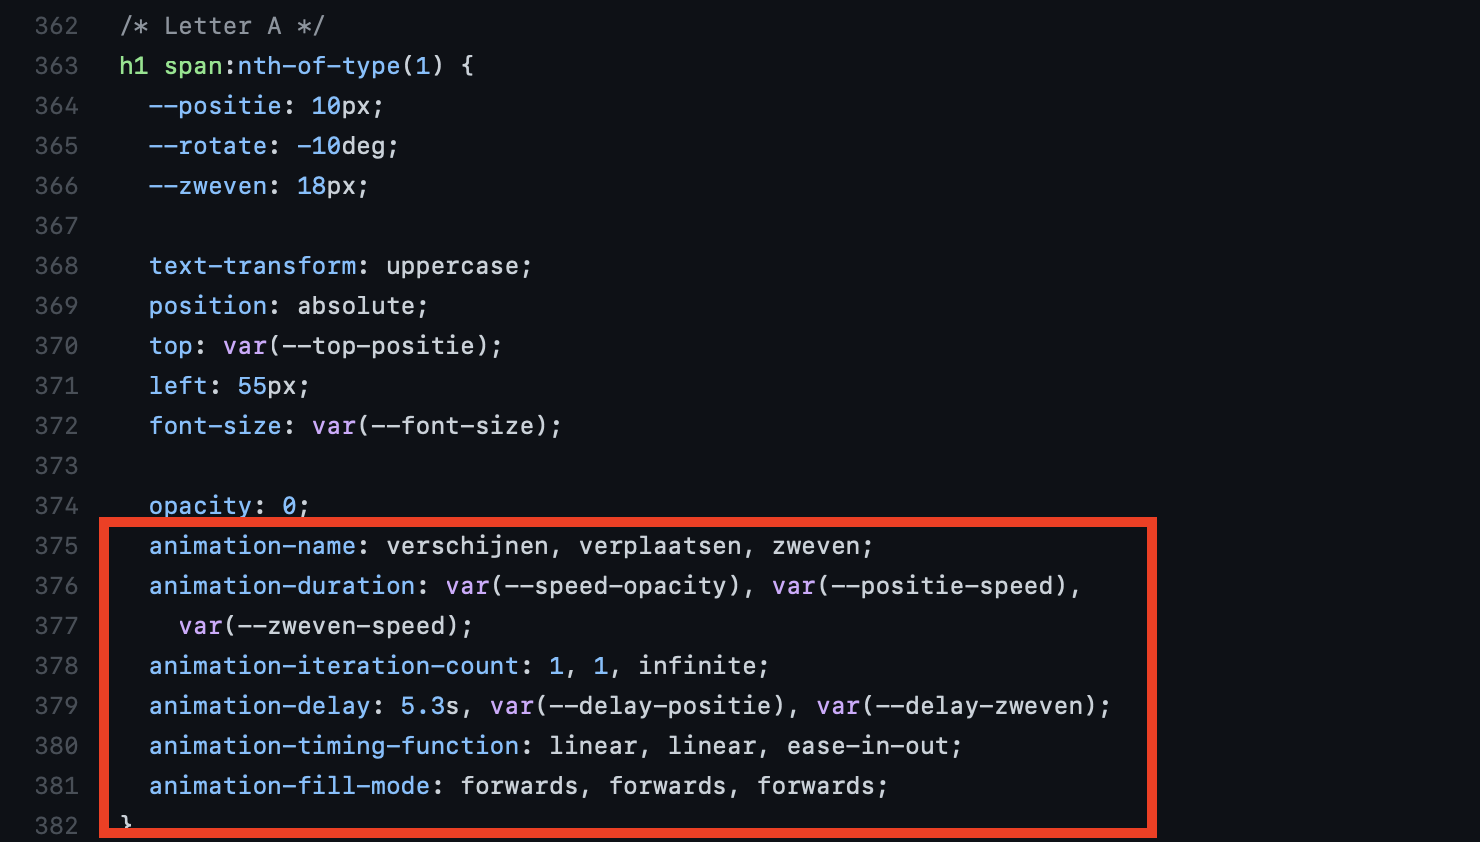 362 /* Letter A */
363 h1 span:nth-of-type(1) {
364 --positie: 10px;
365 --rotate: -10deg;
366 --zweven: 18px;
367
368 text-transform: uppercase;
369 position: absolute;
370 top: var(--top-positie);
371 left: 55px;
372 font-size: var(--font-size);
373
374 opacity: 0;
375 animation-name: verschijnen, verplaatsen, zweven;
376 animation-duration: var(--speed-opacity), var(--positie-speed),
377 var(--zweven-speed);
378 animation-iteration-count: 1, 1, infinite;
379 animation-delay: 5.3s, var(--delay-positie), var(--delay-zweven);
380 animation-timing-function: linear, linear, ease-in-out;
381 animation-fill-mode: forwards, forwards, forwards;
382 }